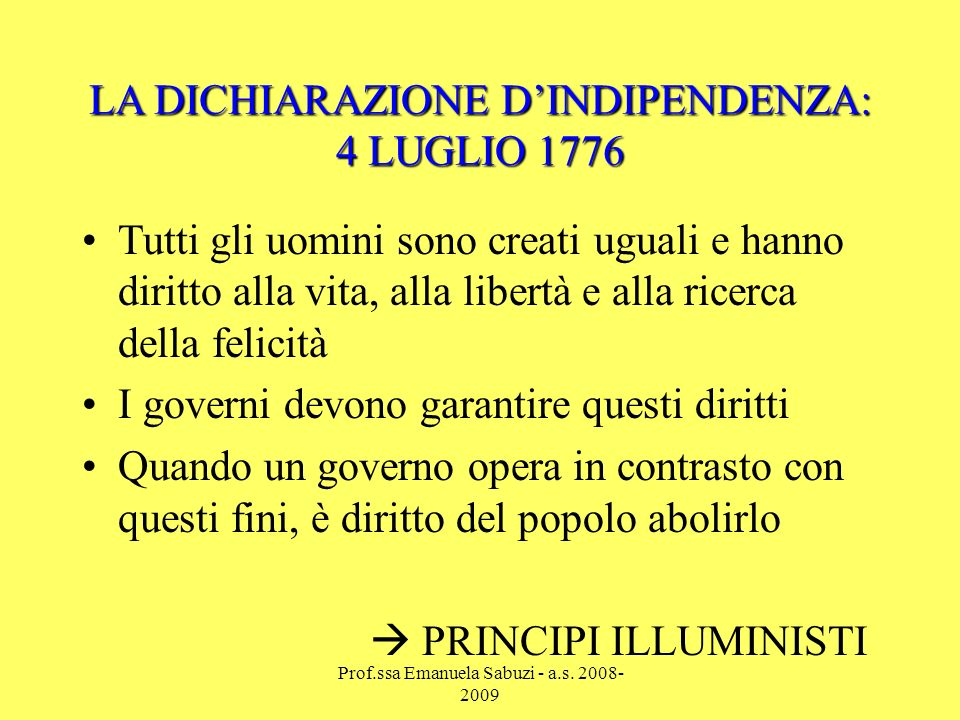 LA DICHIARAZIONE D’INDIPENDENZA:
4 LUGLIO 1776
• Tutti gli uomini sono creati uguali e hanno
diritto alla vita, alla libertà e alla ricerca
della felicità
• I governi devono garantire questi diritti
• Quando un governo opera in contrasto con
questi fini, è diritto del popolo abolirlo
→ PRINCIPI ILLUMINISTI
Prof.ssa Emanuela Sabuzi - a.s. 2008-
2009